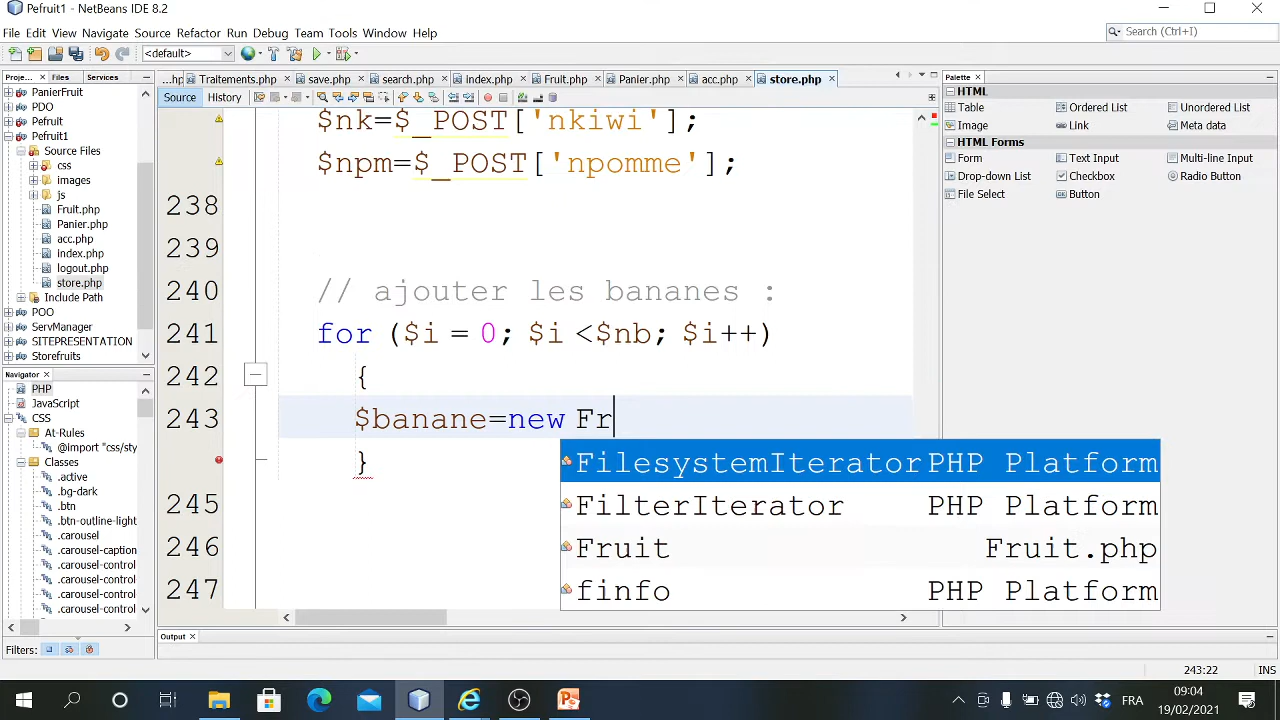 Pefruit1 - NetBeans IDE 8.2
File Edit View Navigate Source Refactor Run Debug Team Tools Window Help
Search (Ctrl+I)
<default>
Proje... Files Services
...hp Traitements.php save.php search.php Index.php Fruit.php Panier.php acc.php store.php
Source History
PanierFruit
PDO
Pefruit
Pefruit1
Source Files
css
images
js
Fruit.php
Panier.php
acc.php
Index.php
logout.php
store.php
Include Path
POO
ServManager
SITEPRESENTATION
Storefruits
Navigator
PHP
JavaScript
CSS
At-Rules
@import "css/sty
Classes
.active
.bg-dark
.btn
.btn-outline-light
.carousel
.carousel-caption
.carousel-control
.carousel-control
.carousel-control
.carousel-control
Filters:
$nk=$_POST['nkiwi'];
$npm=$_POST['npomme'];
238
239
240 // ajouter les bananes :
241 for ($i = 0; $i <$nb; $i++)
242 {
243 $banane=new Fr
}
245
246
247
FilesystemIterator PHP Platform
FilterIterator PHP Platform
Fruit Fruit.php
finfo PHP Platform
Output
Palette
HTML
Table Ordered List Unordered List
Image Link Meta data
HTML Forms
Form Text Input Multi-line Input
Drop-down List Checkbox Radio Button
File Select Button
243:22 INS
FRA
09:04
19/02/2021